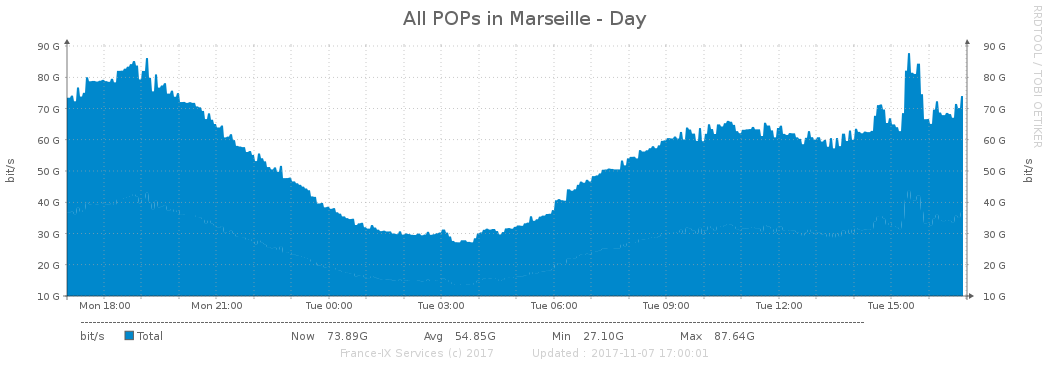 All POPs in Marseille - Day
RRDTOOL / TOBI OETIKER
90 G 90 G
80 G 80 G
70 G 70 G
60 G 60 G
50 G 50 G
40 G 40 G
30 G 30 G
20 G 20 G
10 G 10 G
bit/s bit/s
Mon 18:00 Mon 21:00 Tue 00:00 Tue 03:00 Tue 06:00 Tue 09:00 Tue 12:00 Tue 15:00
bit/s Total Now 73.89G Avg 54.85G Min 27.10G Max 87.64G
France-IX Services (c) 2017 Updated : 2017-11-07 17:00:01